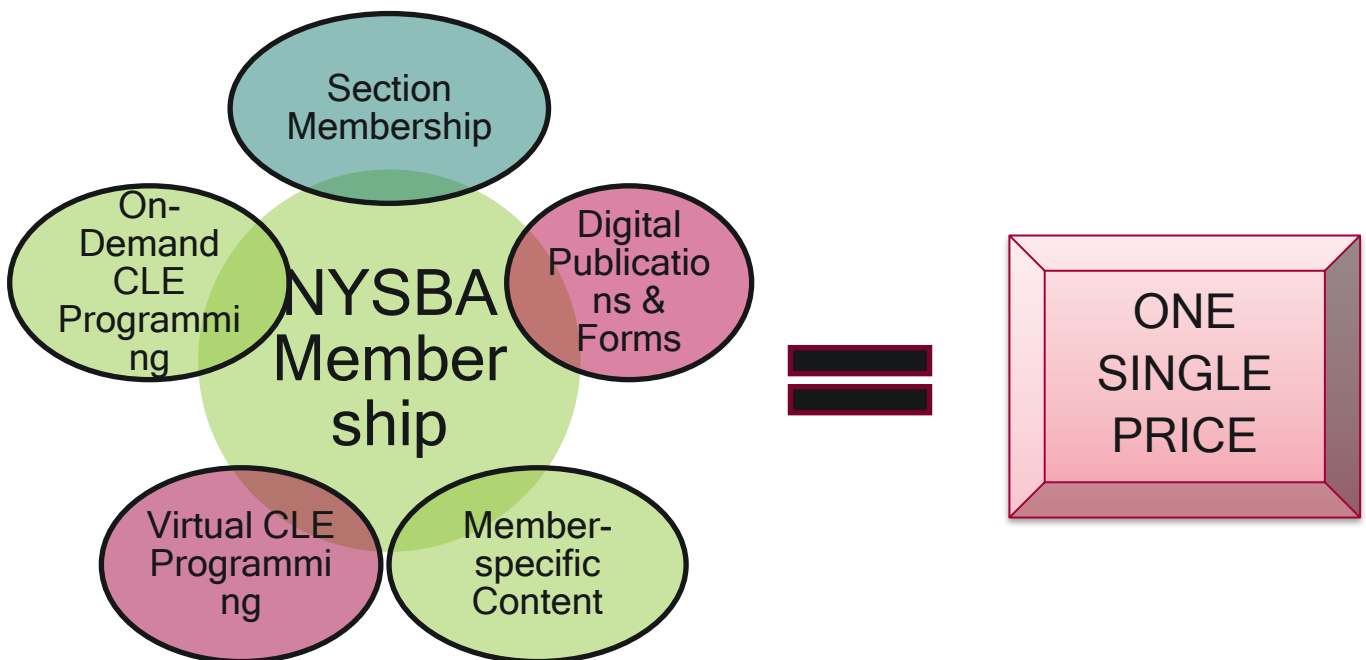 Section
Membership
On-
Demand
CLE
Programmi
ng
NYSBA
Member
ship
Digital
Publicatio
ns &
Forms
Virtual CLE
Programmi
ng
Member-
specific
Content
ONE
SINGLE
PRICE